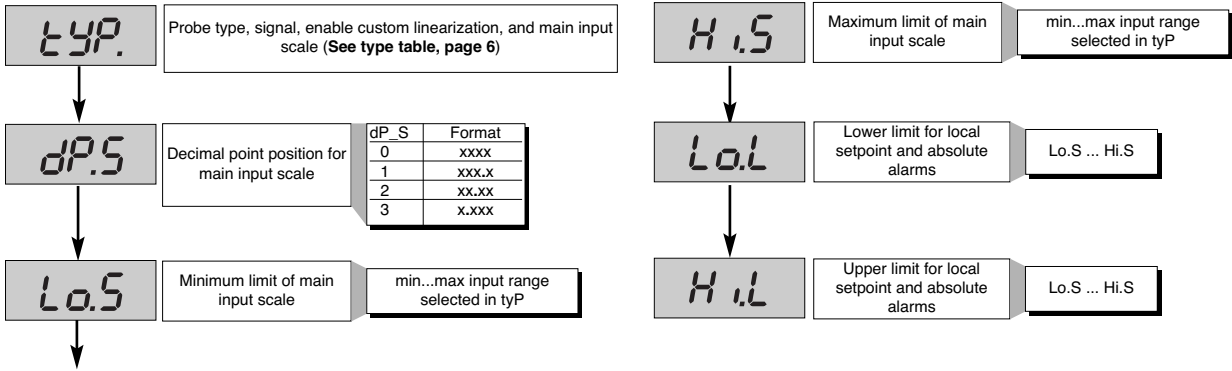 tYP.
Probe type, signal, enable custom linearization, and main input
scale (See type table, page 6)
dP.S
Decimal point position for
main input scale
dP_S Format
0 xxxx
1 xxx.x
2 xx.xx
3 x.xxx
Lo.S
Minimum limit of main
input scale
min...max input range
selected in tyP
Hi.S
Maximum limit of main
input scale
min...max input range
selected in tyP
Lo.L
Lower limit for local
setpoint and absolute
alarms
Lo.S ... Hi.S
Hi.L
Upper limit for local
setpoint and absolute
alarms
Lo.S ... Hi.S